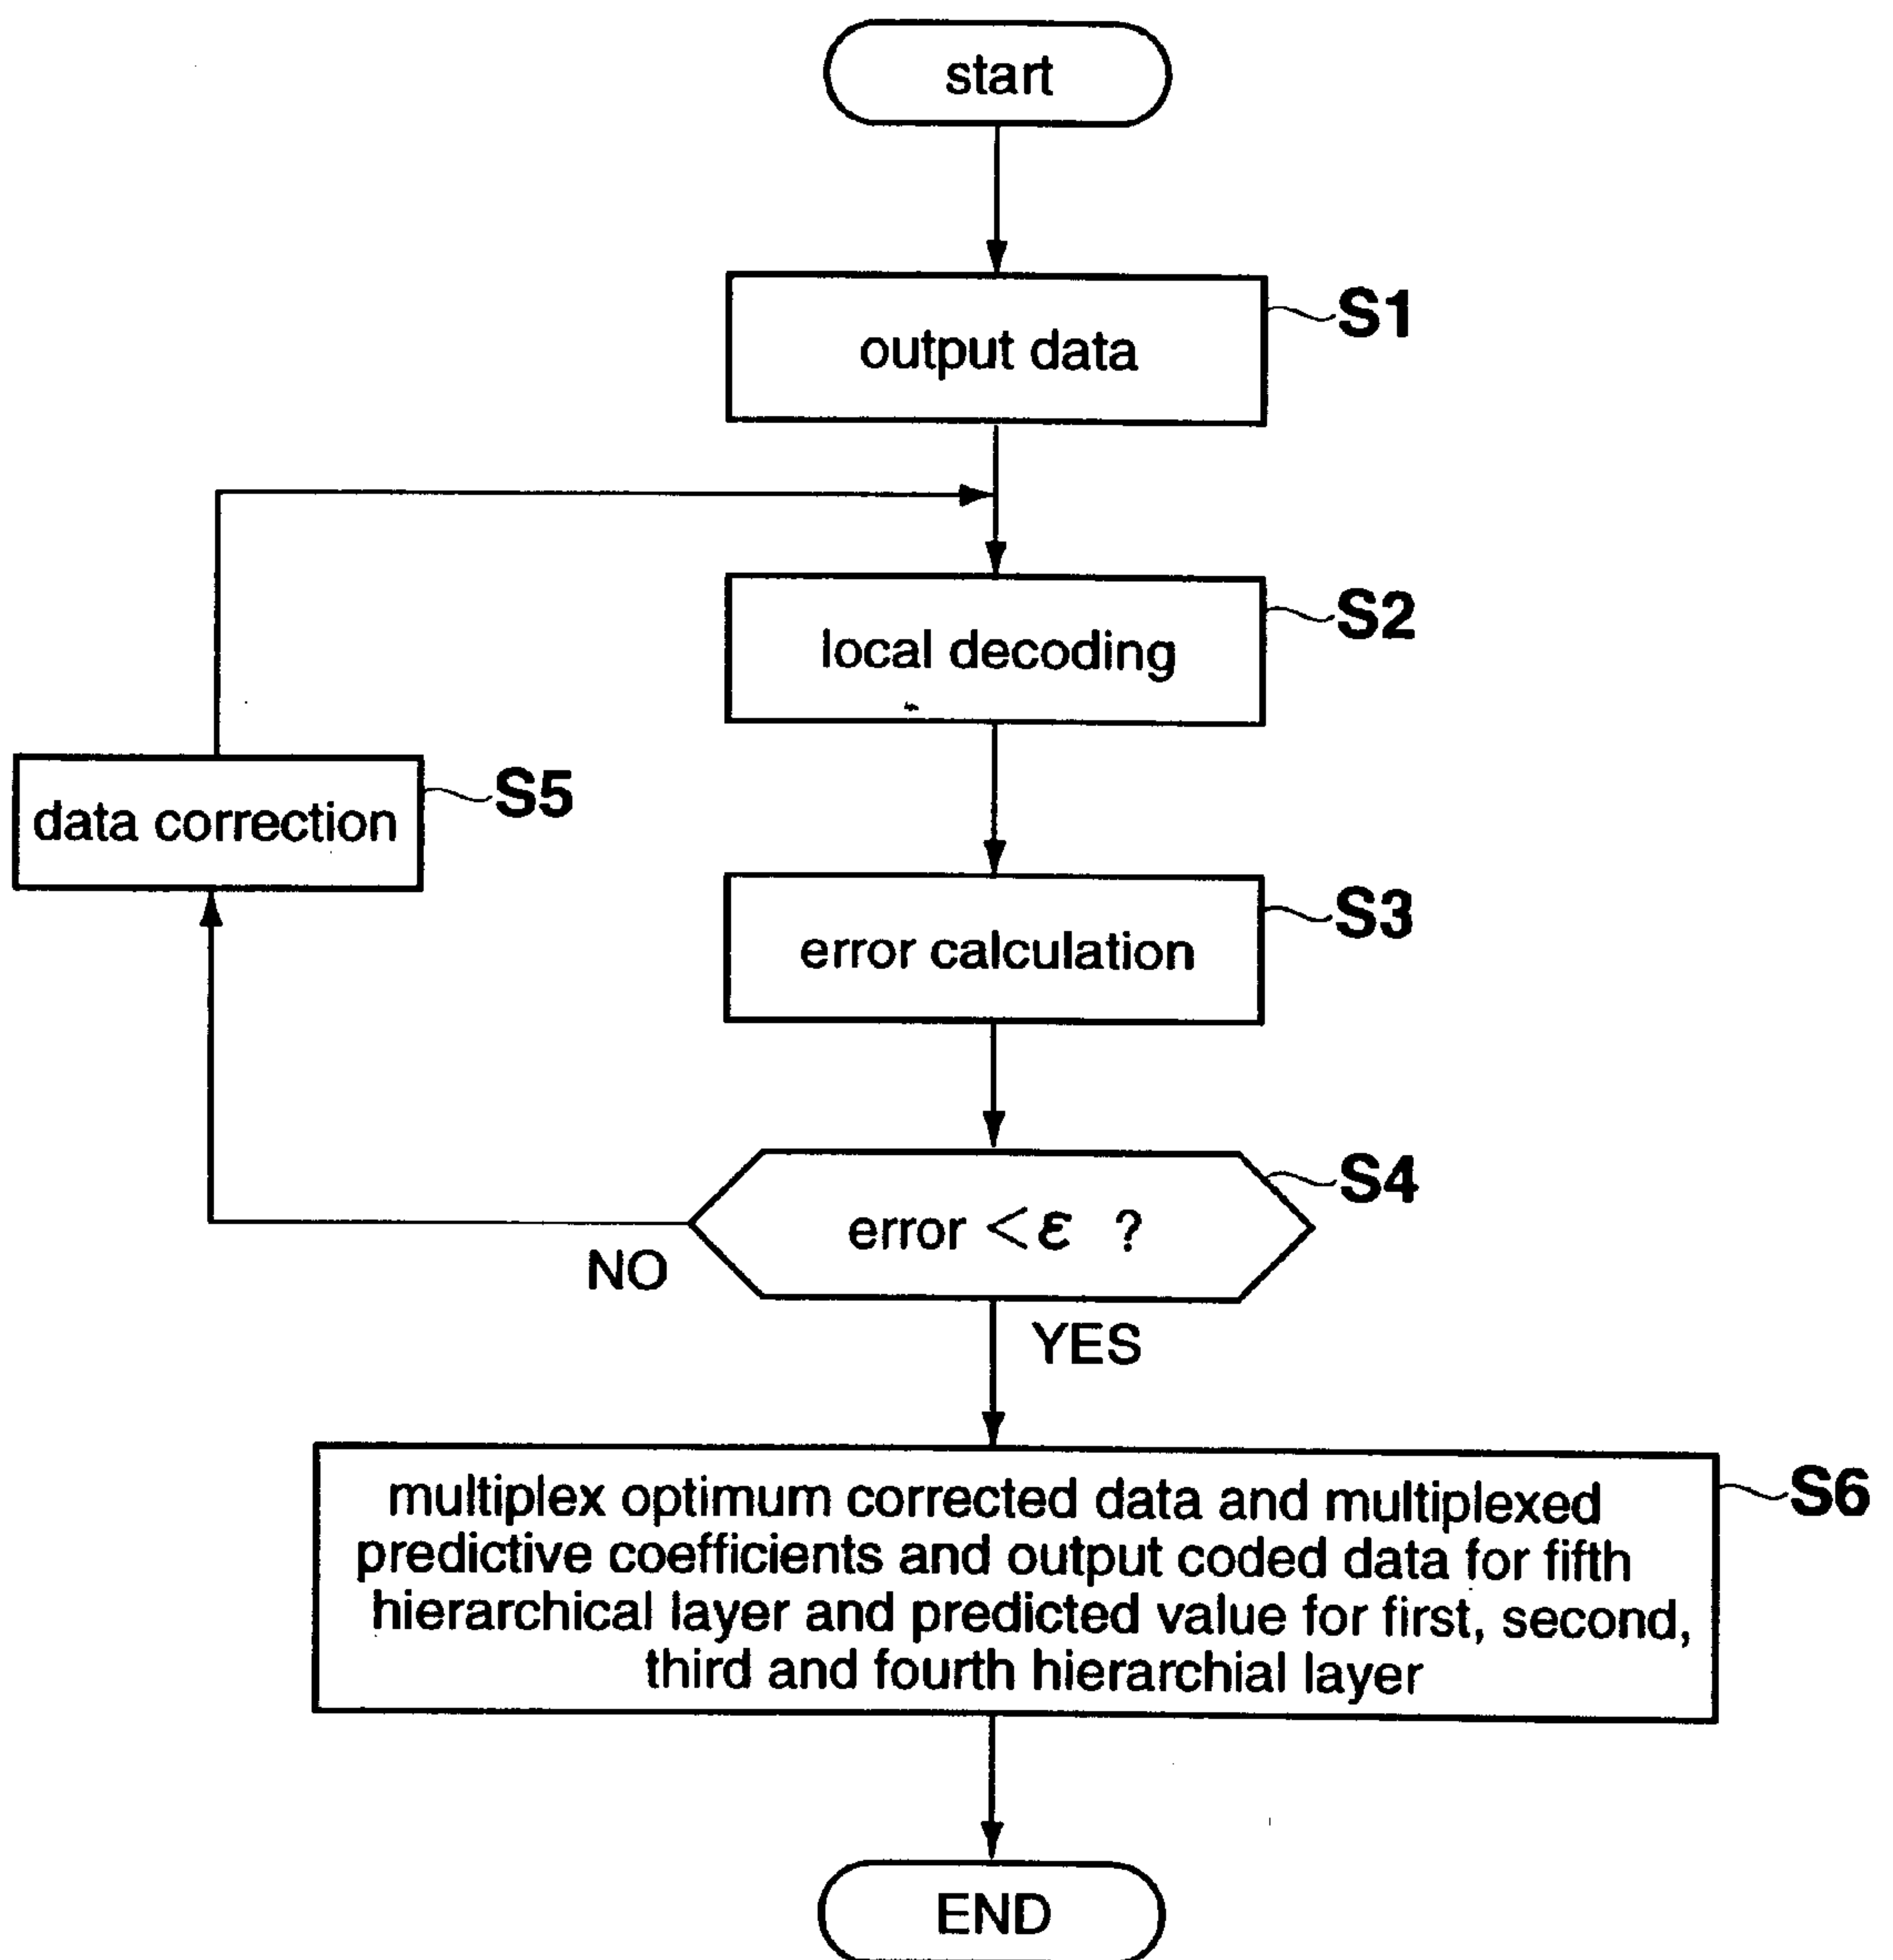 start
output data
S1
local decoding
S2
data correction
S5
error calculation
S3
error < ε ?
S4
NO
YES
multiplex optimum corrected data and multiplexed
predictive coefficients and output coded data for fifth
hierarchical layer and predicted value for first, second,
third and fourth hierarchial layer
S6
END